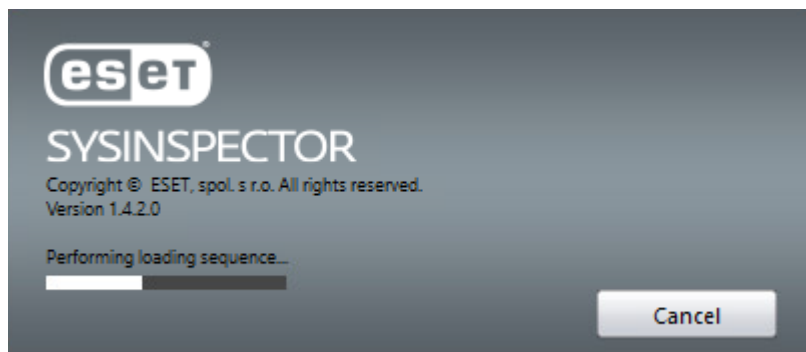 eset®
SYSINSPECTOR
Copyright © ESET, spol. s r.o. All rights reserved.
Version 1.4.2.0
Performing loading sequence...
Cancel